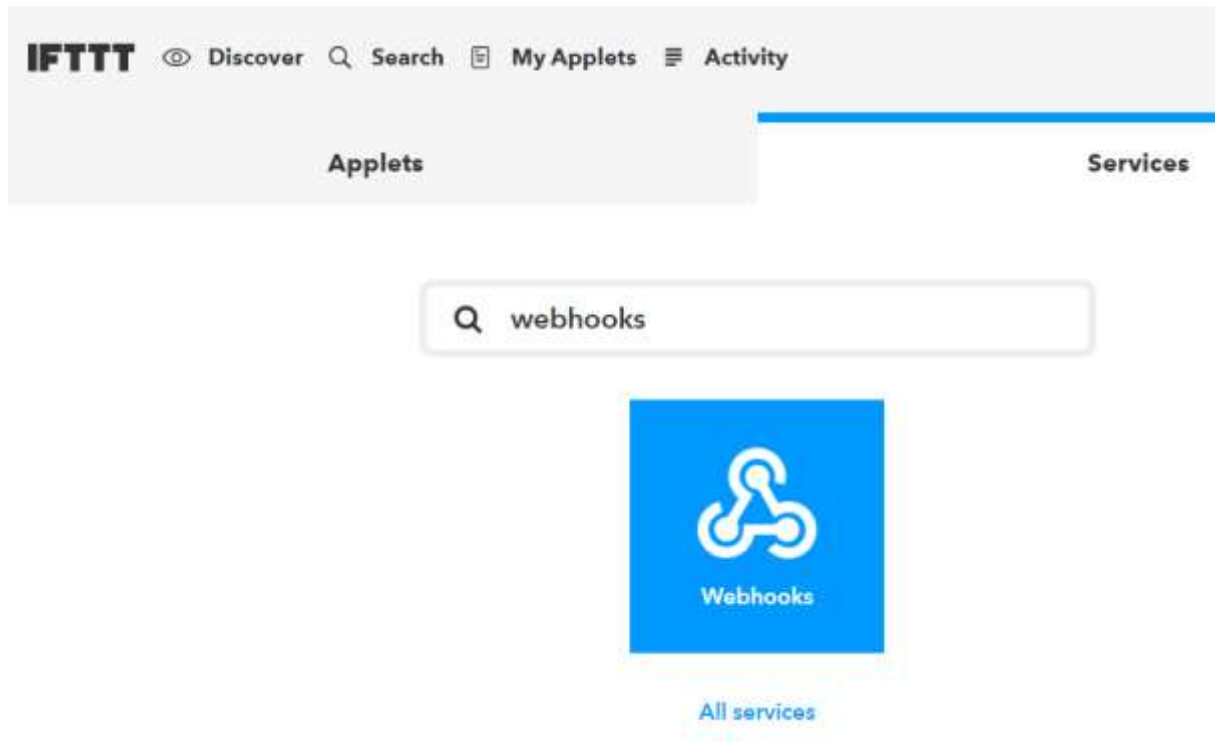 IFTTT Discover Search My Applets Activity
Applets Services
webhooks
Webhooks
All services